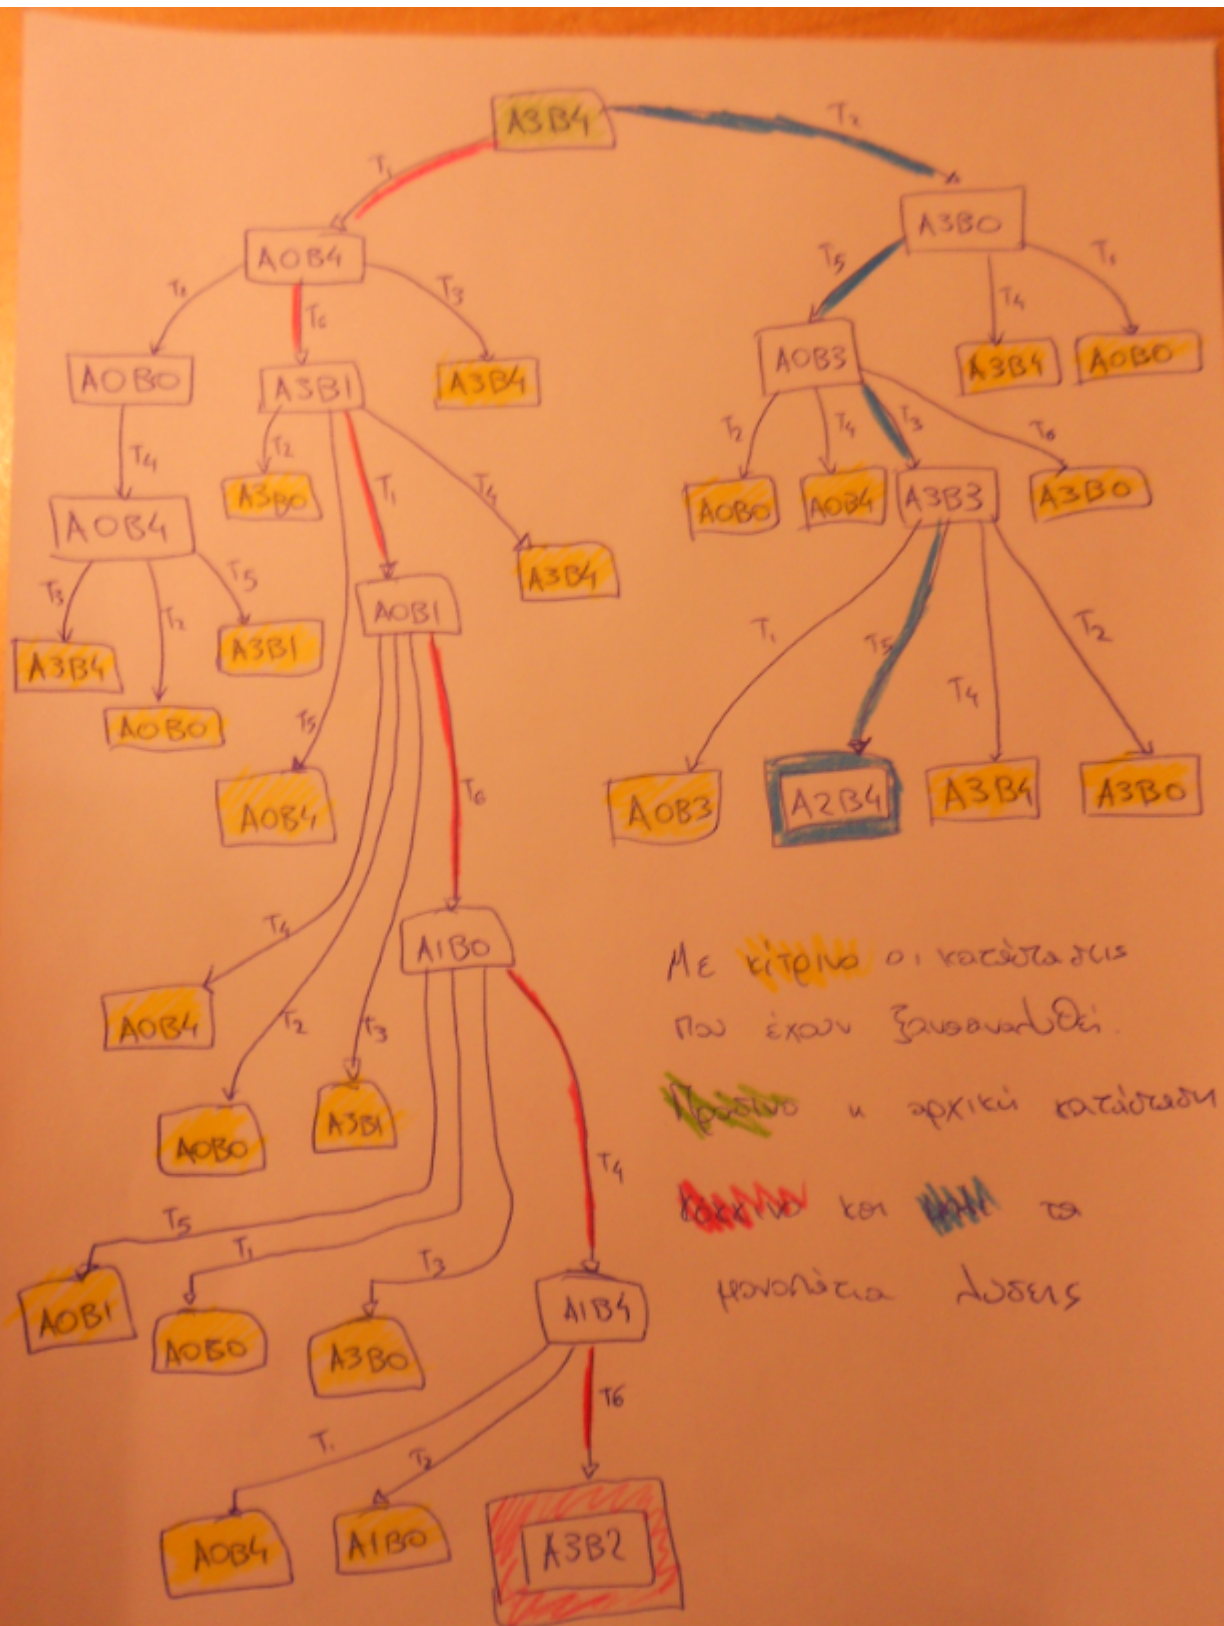 A3B4
T1
T2
A0B4
A3B0
T2
T6
T3
T5
T4
T1
A0B0
A3B1
A3B4
A0B3
A3B4
A0B0
T4
T2
T1
T4
T2
T4
T3
T6
A0B4
A3B0
A3B4
A0B0
A0B4
A3B3
A3B0
T3
T2
T5
A0B1
T1
T5
T4
T2
A3B4
A0B0
A3B1
T5
A0B4
T6
A0B3
A2B4
A3B4
A3B0
T4
T2
T3
A1B0
A0B4
A0B0
A3B1
Με κίτρινο οι καταστάσεις
που έχουν ξανααναλυθεί.
Πράσινο η αρχική κατάσταση
Κόκκινο και μπλε τα
μονοπάτια λύσεις
T5
T1
T3
T4
A0B1
A0B0
A3B0
A1B4
T1
T2
T6
A0B4
A1B0
A3B2